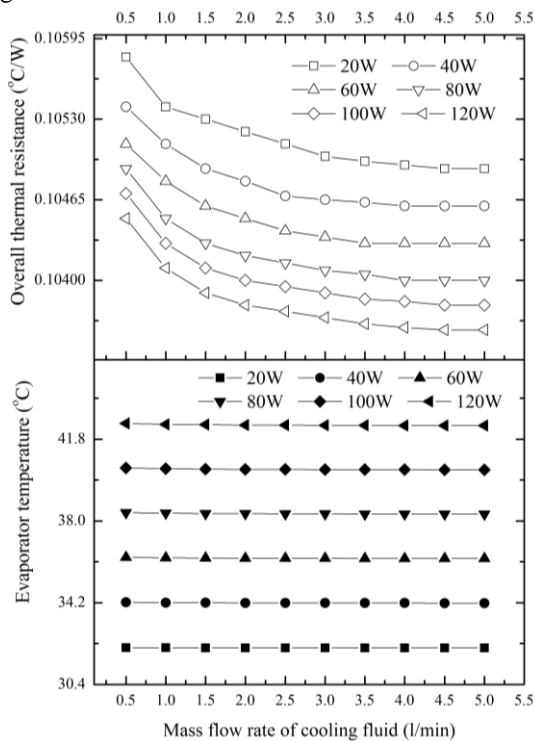 0.5 1.0 1.5 2.0 2.5 3.0 3.5 4.0 4.5 5.0 5.5
0.10595
0.10530
0.10465
0.10400
Overall thermal resistance (°C/W)
20W 40W
60W 80W
100W 120W
41.8
38.0
34.2
30.4
Evaporator temperature (°C)
20W 40W 60W
80W 100W 120W
0.5 1.0 1.5 2.0 2.5 3.0 3.5 4.0 4.5 5.0 5.5
Mass flow rate of cooling fluid (l/min)